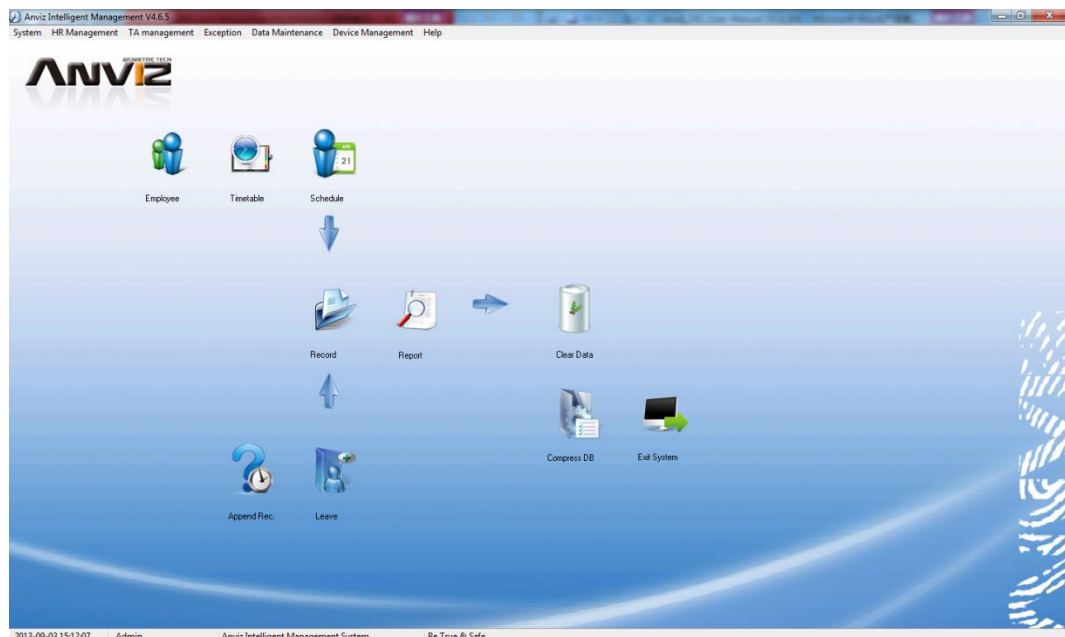 Anviz Intelligent Management V4.6.5
System HR Management TA management Exception Data Maintenance Device Management Help
BIOMETRIC TECH
ANVIZ
APR
21
Employee Timetable Schedule
Record Report Clear Data
Compress DB Exit System
Append Rec. Leave
2013-09-03 15:12:07 Admin Anviz Intelligent Management System Be True & Safe